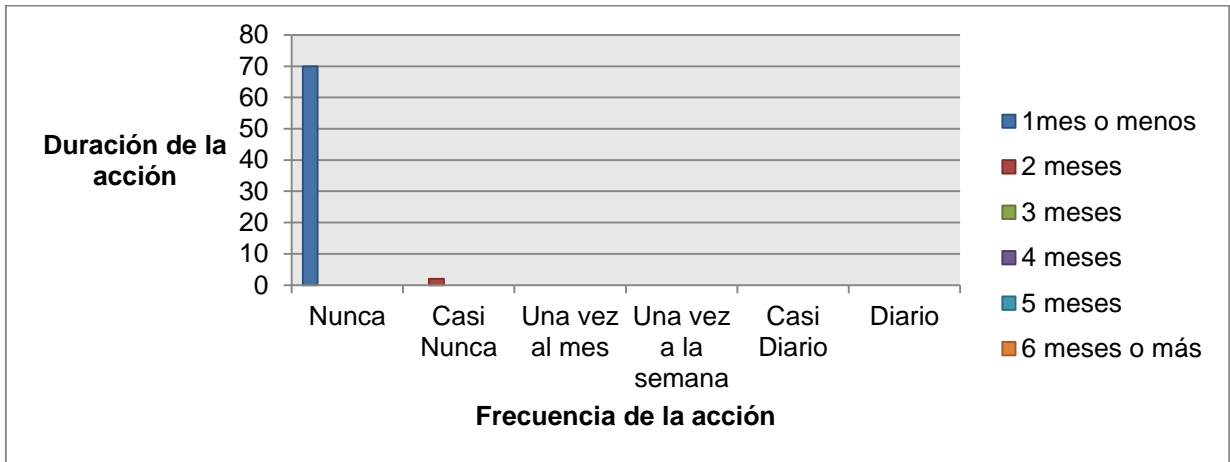 80
70
60
50
40
30
20
10
0
Duración de la
acción
Nunca
Casi
Nunca
Una vez
al mes
Una vez
a la
semana
Casi
Diario
Diario
Frecuencia de la acción
1mes o menos
2 meses
3 meses
4 meses
5 meses
6 meses o más